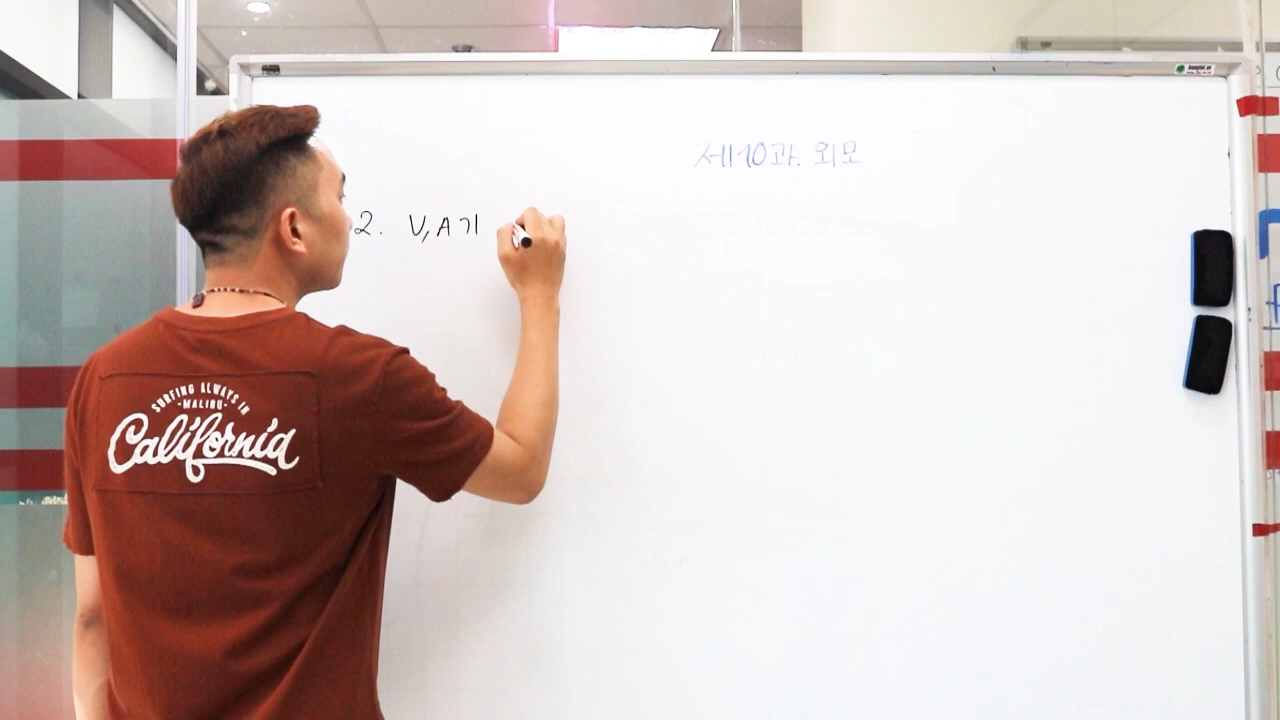 제10과. 외모
2. V, A기
SURFING ALWAYS IN
-MALIBU-
California